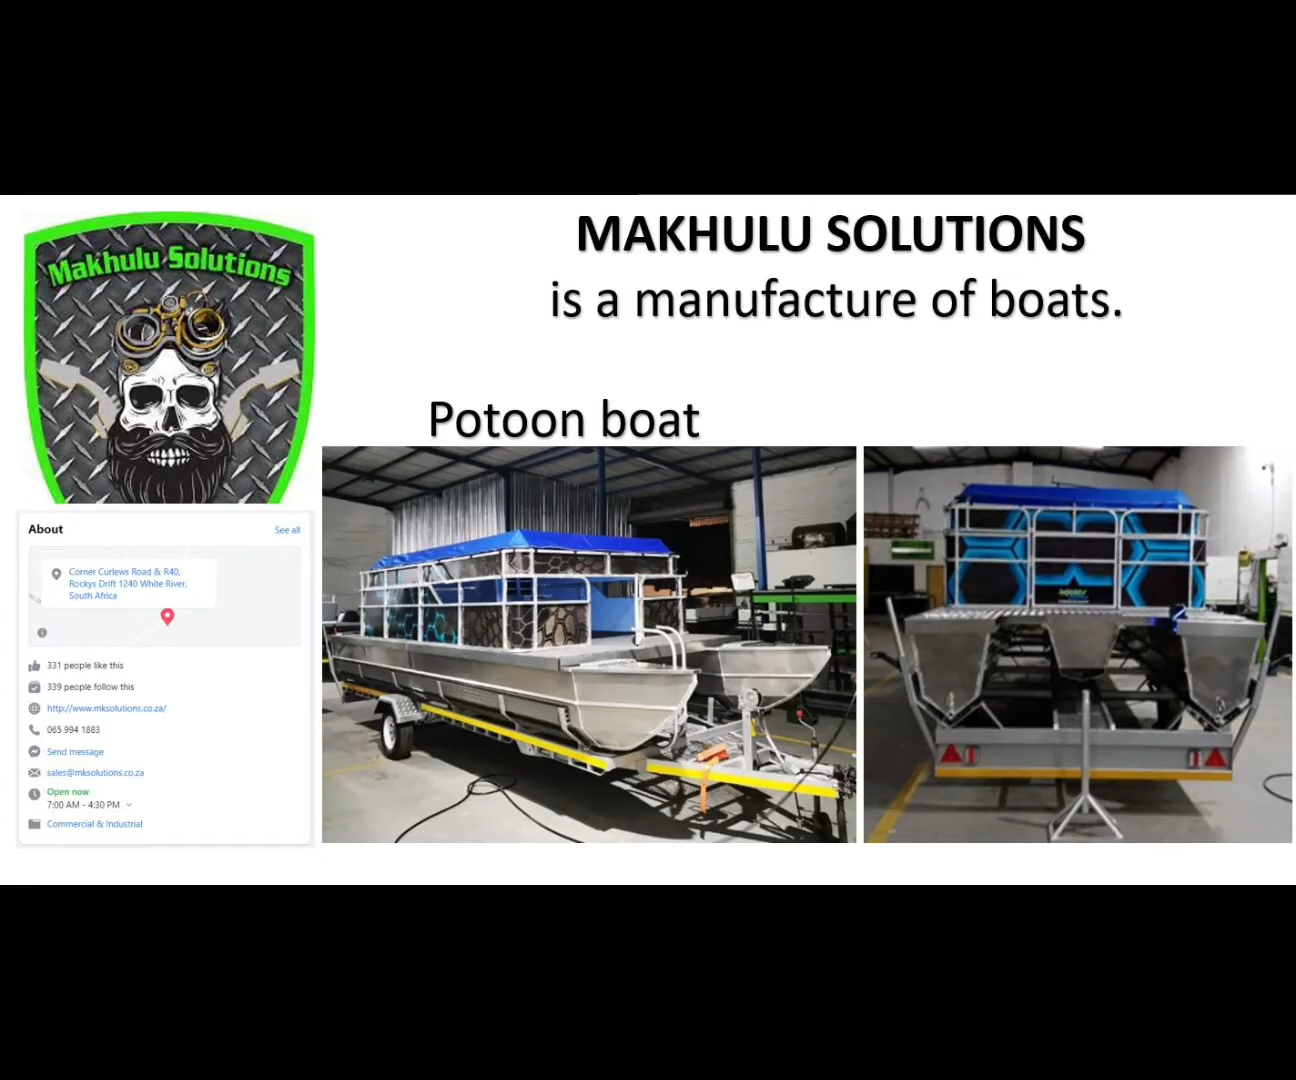 Makhulu Solutions
MAKHULU SOLUTIONS
is a manufacture of boats.
Potoon boat
About
See all
Corner Curlews Road & R40,
Rockys Drift 1240 White River,
South Africa
331 people like this
339 people follow this
http://www.mksolutions.co.za/
065 994 1883
Send message
sales@mksolutions.co.za
Open now
7:00 AM - 4:30 PM
Commercial & Industrial